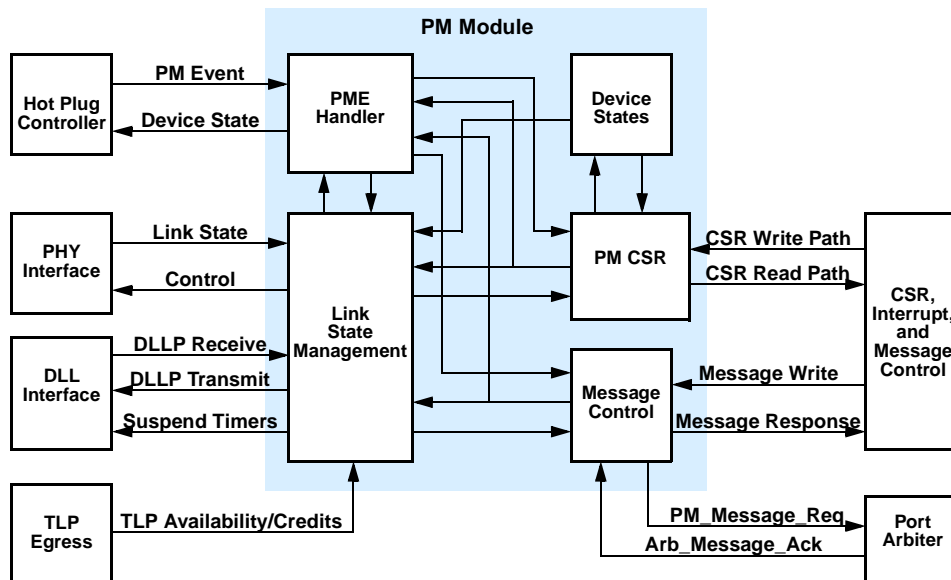 PM Module
Hot Plug
Controller
PM Event
Device State
PME
Handler
Device
States
PHY
Interface
Link State
Control
Link
State
Management
PM CSR
CSR Write Path
CSR Read Path
CSR,
Interrupt,
and
Message
Control
DLL
Interface
DLLP Receive
DLLP Transmit
Suspend Timers
Message
Control
Message Write
Message Response
TLP
Egress
TLP Availability/Credits
PM_Message_Req
Arb_Message_Ack
Port
Arbiter